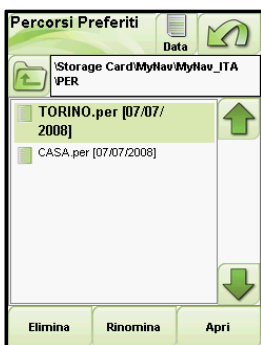 Percorsi Preferiti
Data
\Storage Card\MyNav\MyNav_ITA
\PER
TORINO.per [07/07/
2008]
CASA.per [07/07/2008]
Elimina Rinomina Apri